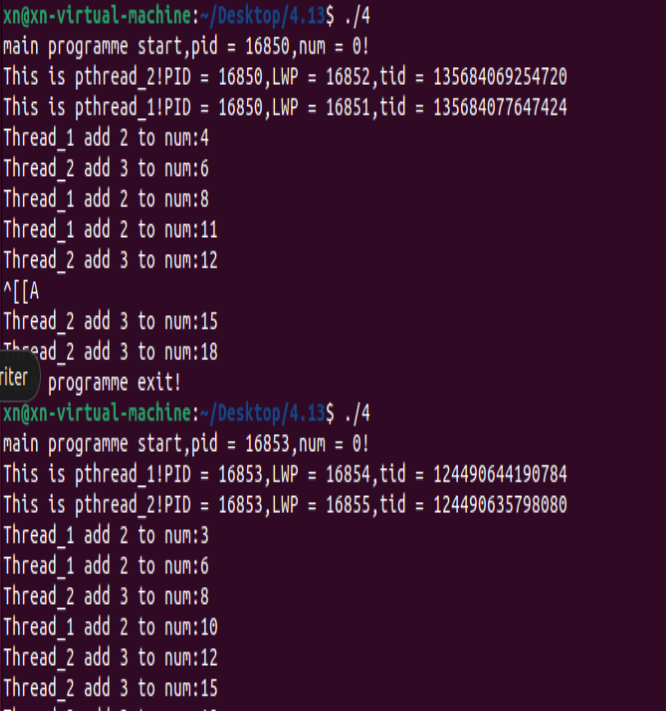 xn@xn-virtual-machine:~/Desktop/4.13$ ./4
main programme start,pid = 16850,num = 0!
This is pthread_2!PID = 16850,LWP = 16852,tid = 135684069254720
This is pthread_1!PID = 16850,LWP = 16851,tid = 135684077647424
Thread_1 add 2 to num:4
Thread_2 add 3 to num:6
Thread_1 add 2 to num:8
Thread_1 add 2 to num:11
Thread_2 add 3 to num:12
^[[A
Thread_2 add 3 to num:15
ead_2 add 3 to num:18
riter
programme exit!
xn@xn-virtual-machine:~/Desktop/4.13$ ./4
main programme start,pid = 16853,num = 0!
This is pthread_1!PID = 16853,LWP = 16854,tid = 124490644190784
This is pthread_2!PID = 16853,LWP = 16855,tid = 124490635798080
Thread_1 add 2 to num:3
Thread_1 add 2 to num:6
Thread_2 add 3 to num:8
Thread_1 add 2 to num:10
Thread_2 add 3 to num:12
Thread_2 add 3 to num:15